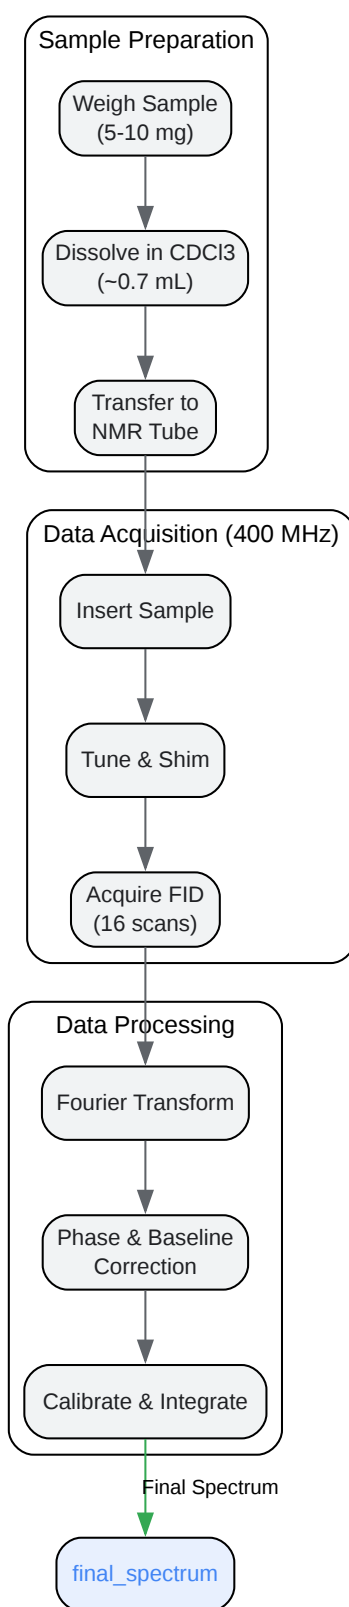 Sample Preparation
Weigh Sample
(5-10 mg)
Dissolve in CDCl3
(~0.7 mL)
Transfer to
NMR Tube
Data Acquisition (400 MHz)
Insert Sample
Tune & Shim
Acquire FID
(16 scans)
Data Processing
Fourier Transform
Phase & Baseline
Correction
Calibrate & Integrate
Final Spectrum
final_spectrum